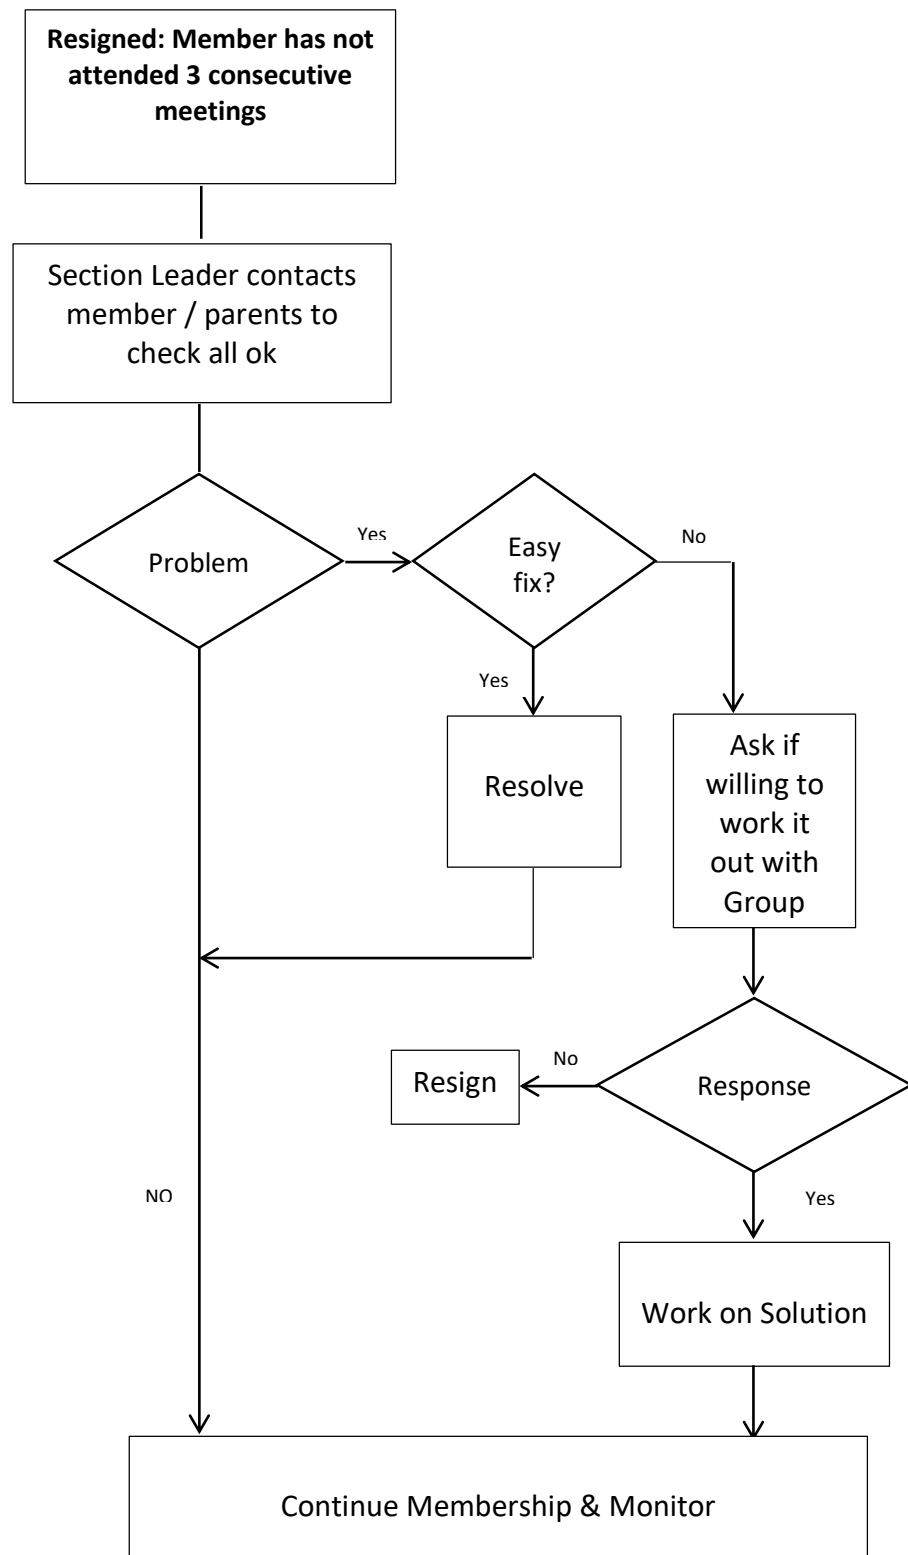 Resigned: Member has not
attended 3 consecutive
meetings
Section Leader contacts
member / parents to
check all ok
Problem
Yes
Easy
fix?
No
Yes
Resolve
Ask if
willing to
work it
out with
Group
Resign
No
Response
NO
Yes
Work on Solution
Continue Membership & Monitor